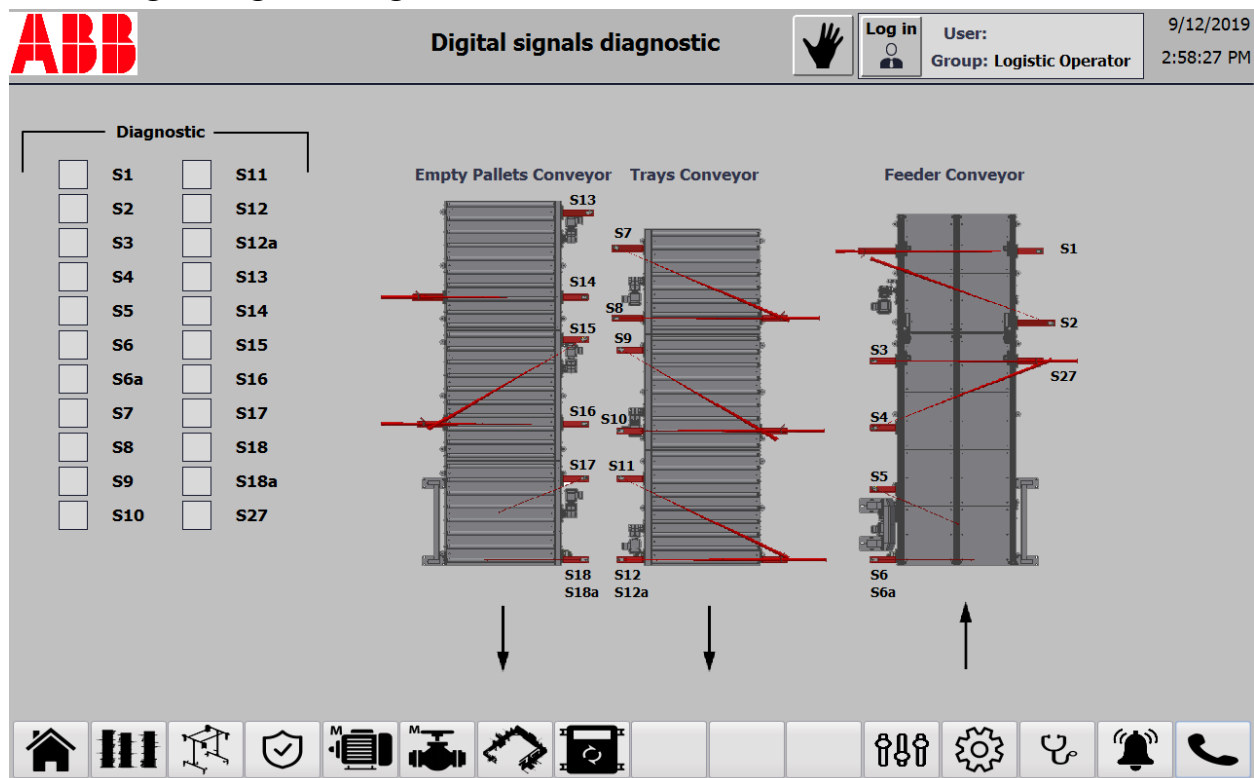 ABB
Digital signals diagnostic
Log in
User:
Group: Logistic Operator
9/12/2019
2:58:27 PM
Diagnostic
S1 S11
S2 S12
S3 S12a
S4 S13
S5 S14
S6 S15
S6a S16
S7 S17
S8 S18
S9 S18a
S10 S27
Empty Pallets Conveyor
S13
S14
S15
S16
S17
S18
S18a
Trays Conveyor
S7
S8
S9
S10
S11
S12
S12a
Feeder Conveyor
S1
S2
S3
S27
S4
S5
S6
S6a
M
M